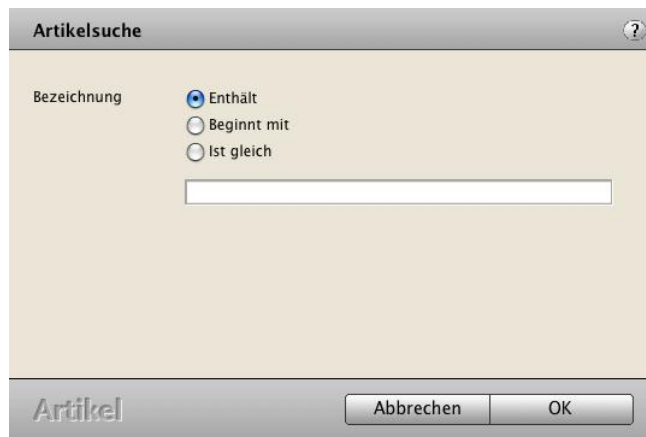 Artikelsuche ?
Bezeichnung Enthält
Beginnt mit
Ist gleich
Artikel Abbrechen OK